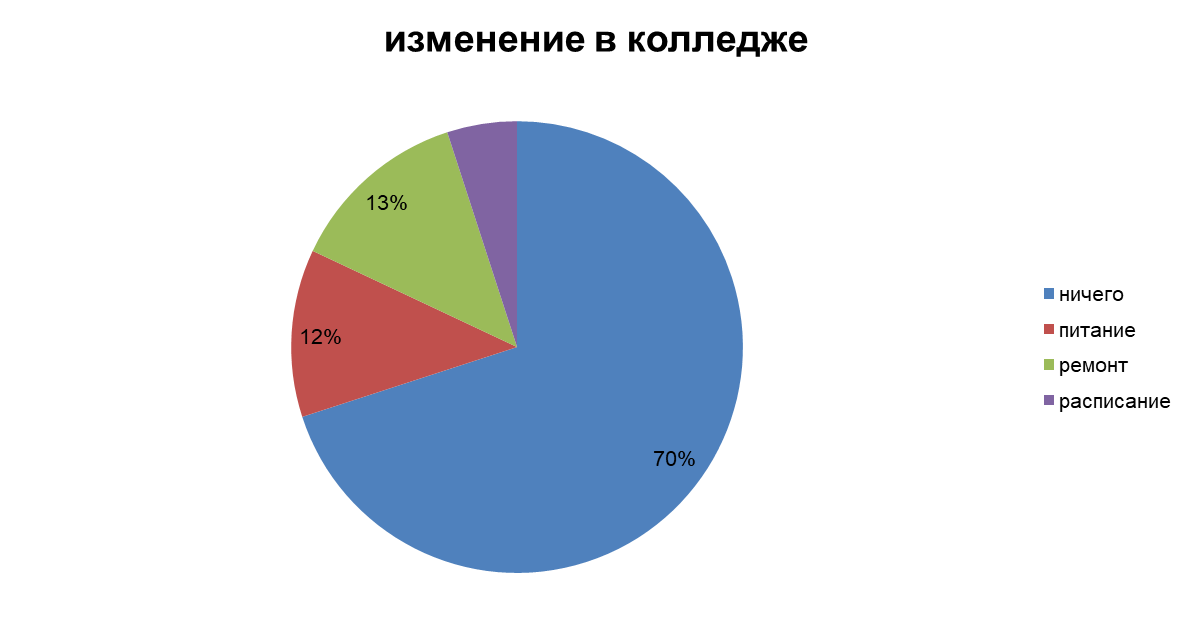 изменение в колледже
13%
12%
70%
ничего
питание
ремонт
расписание